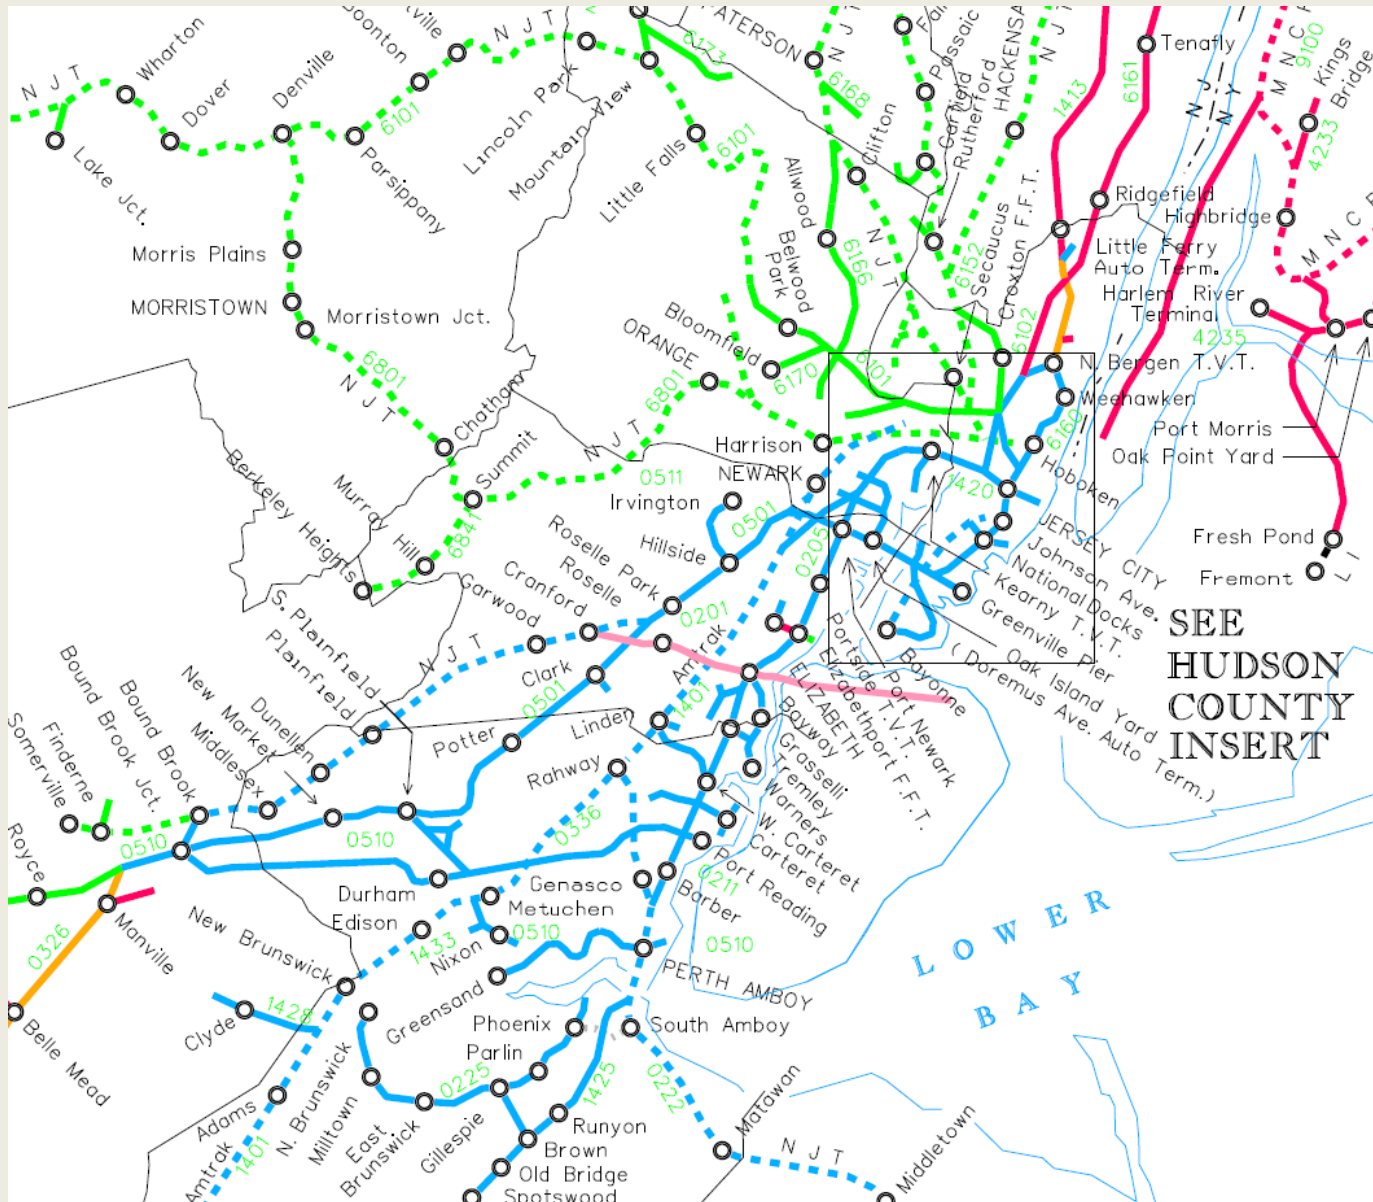 N J T
Wharton
Dover
Denville
Boonton
ville
N J T
Lincoln Park
Mountain View
6173
PATERSON
N J T
6168
Passaic
Garfield
Rutherford
HACKENSA
N J T
1413
6161
Tenafly
N J
N Y
M N C R
9100
Kings Bridge
4233
Lake Jct.
6101
Parsippany
Little Falls
6101
Allwood
Clifton
Ridgefield
Highbridge
M N C R
Morris Plains
MORRISTOWN
Morristown Jct.
Belwood
Park
6166
N J T
6152
Secaucus
Croxton F.F.T.
Little Ferry
Auto Term.
Harlem River
Terminal
4235
6801
N J T
Bloomfield
ORANGE
6801
6170
6101
6102
N. Bergen T.V.T.
Weehawken
6160
Port Morris
Oak Point Yard
Chatham
Summit
N J T
0511
Harrison
NEWARK
Irvington
1420
Hoboken
Berkeley Heights
Murray
Hill
6841
Hillside
0501
0205
JERSEY CITY
Johnson Ave.
National Docks
Kearny T.V.T.
Greenville Pier
Oak Island Yard
( Doremus Ave. Auto Term.)
Fresh Pond
Fremont
L I
SEE
HUDSON
COUNTY
INSERT
Roselle Park
Roselle
Cranford
Garwood
0201
Amtrak
1401
Clark
0501
Linden
Potter
Rahway
S. Plainfield
Plainfield
N J T
New
Market
Dunellen
Middlesex
Bound Brook
Bound Brook Jct.
Finderne
Somerville
Royce
0510
0510
0336
Portside T.V.T.
Port Newark
Elizabethport F.F.T.
ELIZABETH
Bayonne
Bayway
Grasselli
Tremley
Warners
W. Carteret
Carteret
Port Reading
0211
Barber
Durham
Edison
Genasco
Metuchen
0326
Manville
Belle Mead
New Brunswick
1433
Nixon
0510
0510
Greensand
PERTH AMBOY
LOWER
BAY
Clyde
1428
Phoenix
Parlin
South Amboy
0225
1425
0222
Matawan
N J T
Middletown
Adams
Amtrak
1401
N. Brunswick
Milltown
East
Brunswick
Gillespie
Runyon
Brown
Old Bridge
Spotswood